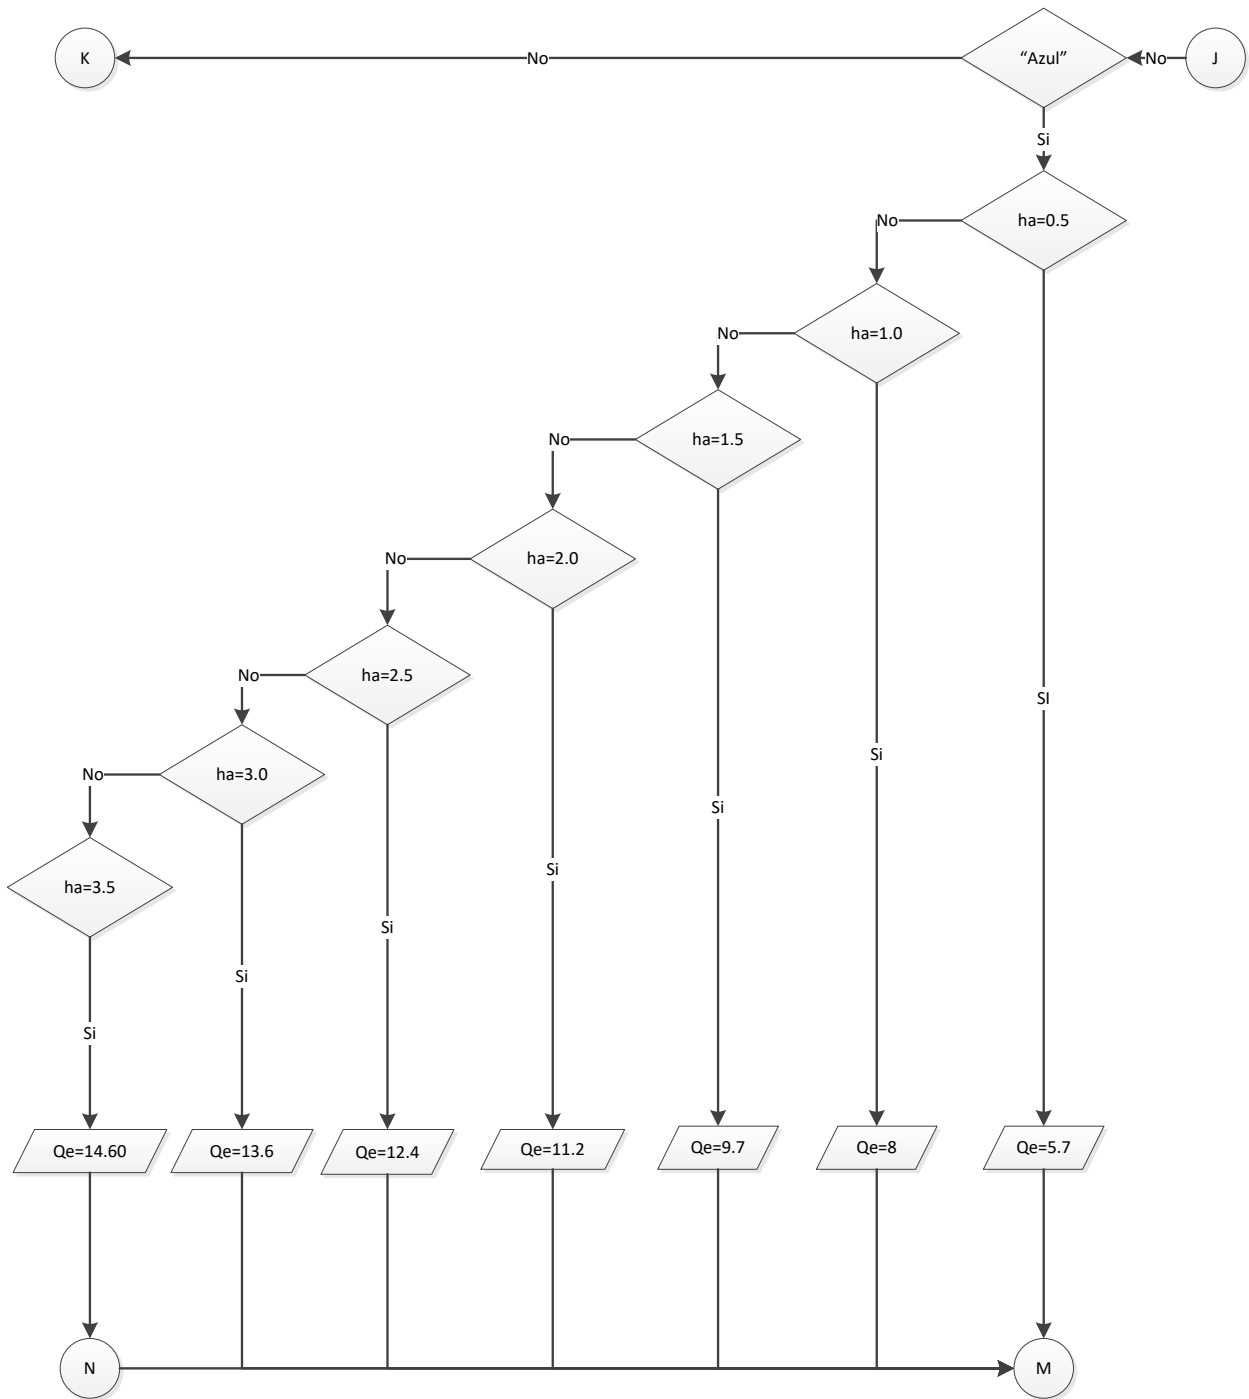 K
No
“Azul”
No
J
Si
No
ha=0.5
No
ha=1.0
No
ha=1.5
No
ha=2.0
No
ha=2.5
No
ha=3.0
ha=3.5
SI
Si
Si
Si
Si
Si
Si
Qe=14.60
Qe=13.6
Qe=12.4
Qe=11.2
Qe=9.7
Qe=8
Qe=5.7
N
M